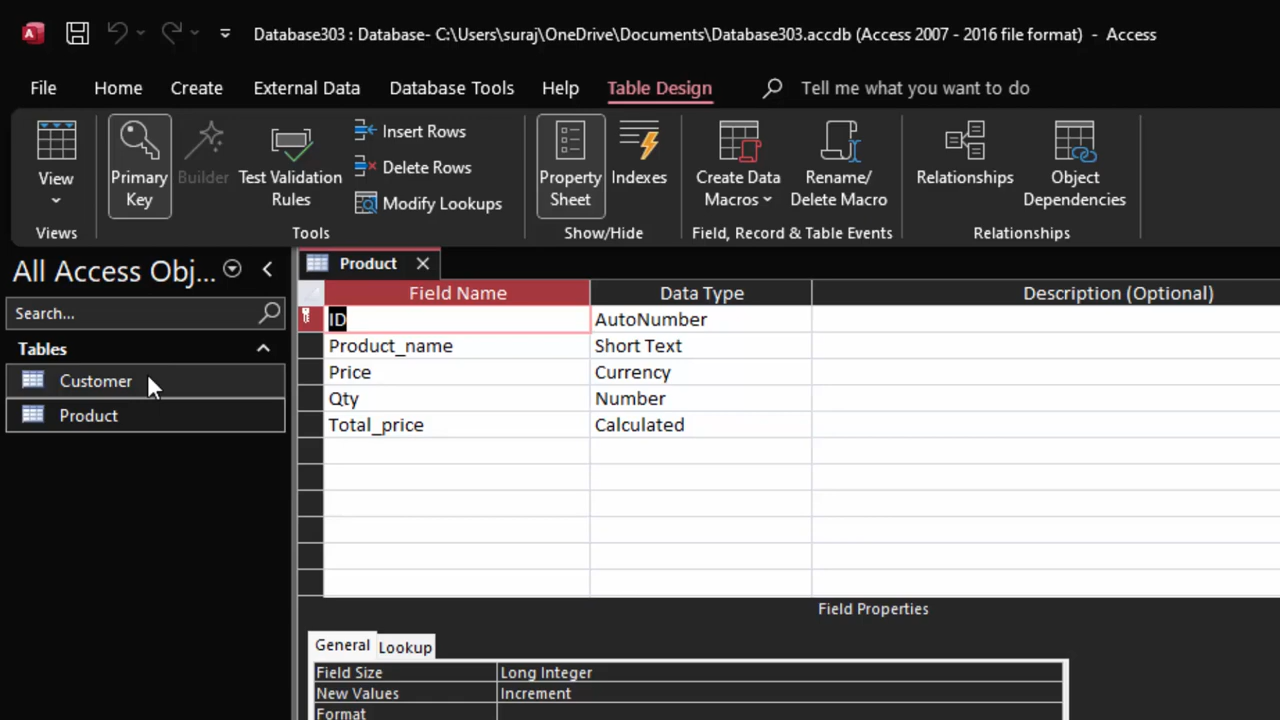 Database303 : Database- C:\Users\suraj\OneDrive\Documents\Database303.accdb (Access 2007 - 2016 file format) - Access
File Home Create External Data Database Tools Help Table Design Tell me what you want to do
View
Primary Key
Builder
Test Validation Rules
Insert Rows
Delete Rows
Modify Lookups
Property Sheet
Indexes
Create Data Macros
Rename/ Delete Macro
Relationships
Object Dependencies
Views Tools Show/Hide Field, Record & Table Events Relationships
All Access Obj...
Search...
Tables
Customer
Product
Product
Field Name Data Type Description (Optional)
ID AutoNumber
Product_name Short Text
Price Currency
Qty Number
Total_price Calculated
Field Properties
General Lookup
Field Size Long Integer
New Values Increment
Format